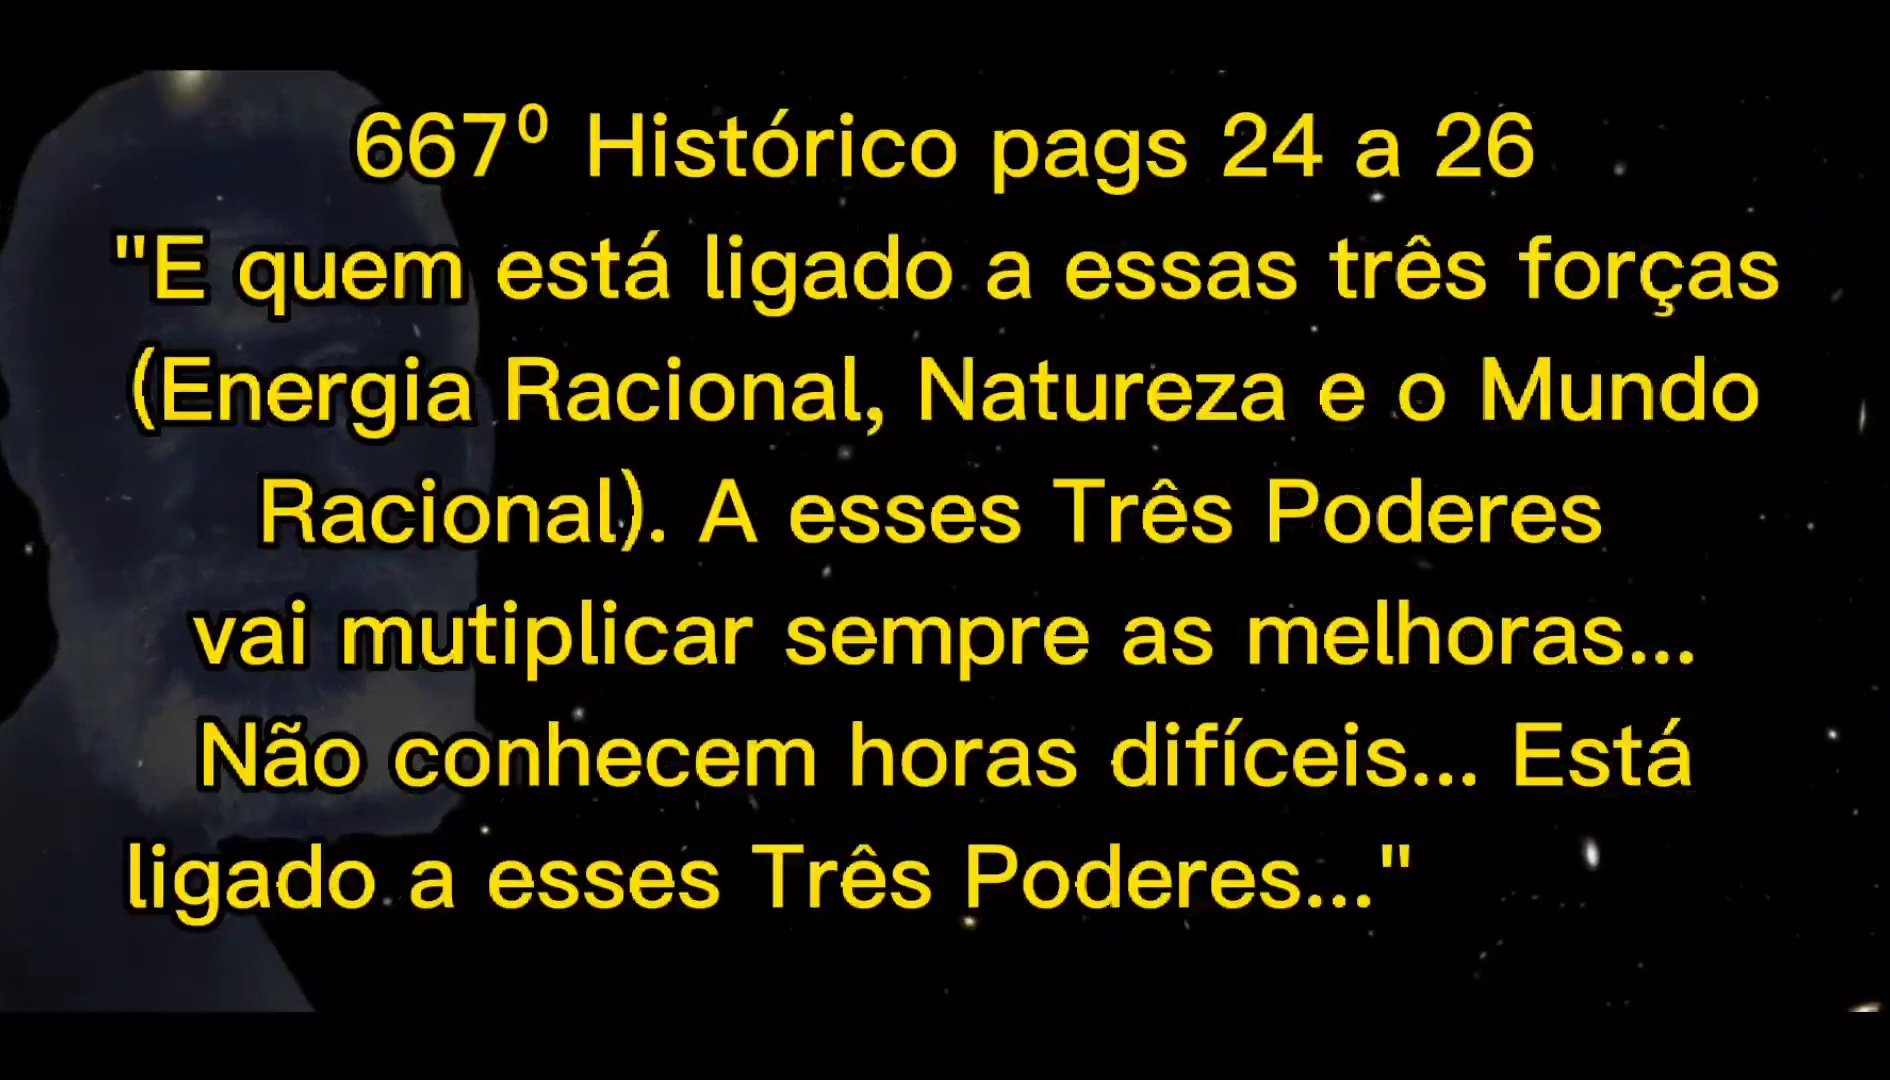 667⁰ Histórico pags 24 a 26
"E quem está ligado a essas três forças
(Energia Racional, Natureza e o Mundo
Racional). A esses Três Poderes
vai mutiplicar sempre as melhoras...
Não conhecem horas difíceis... Está
ligado a esses Três Poderes..."